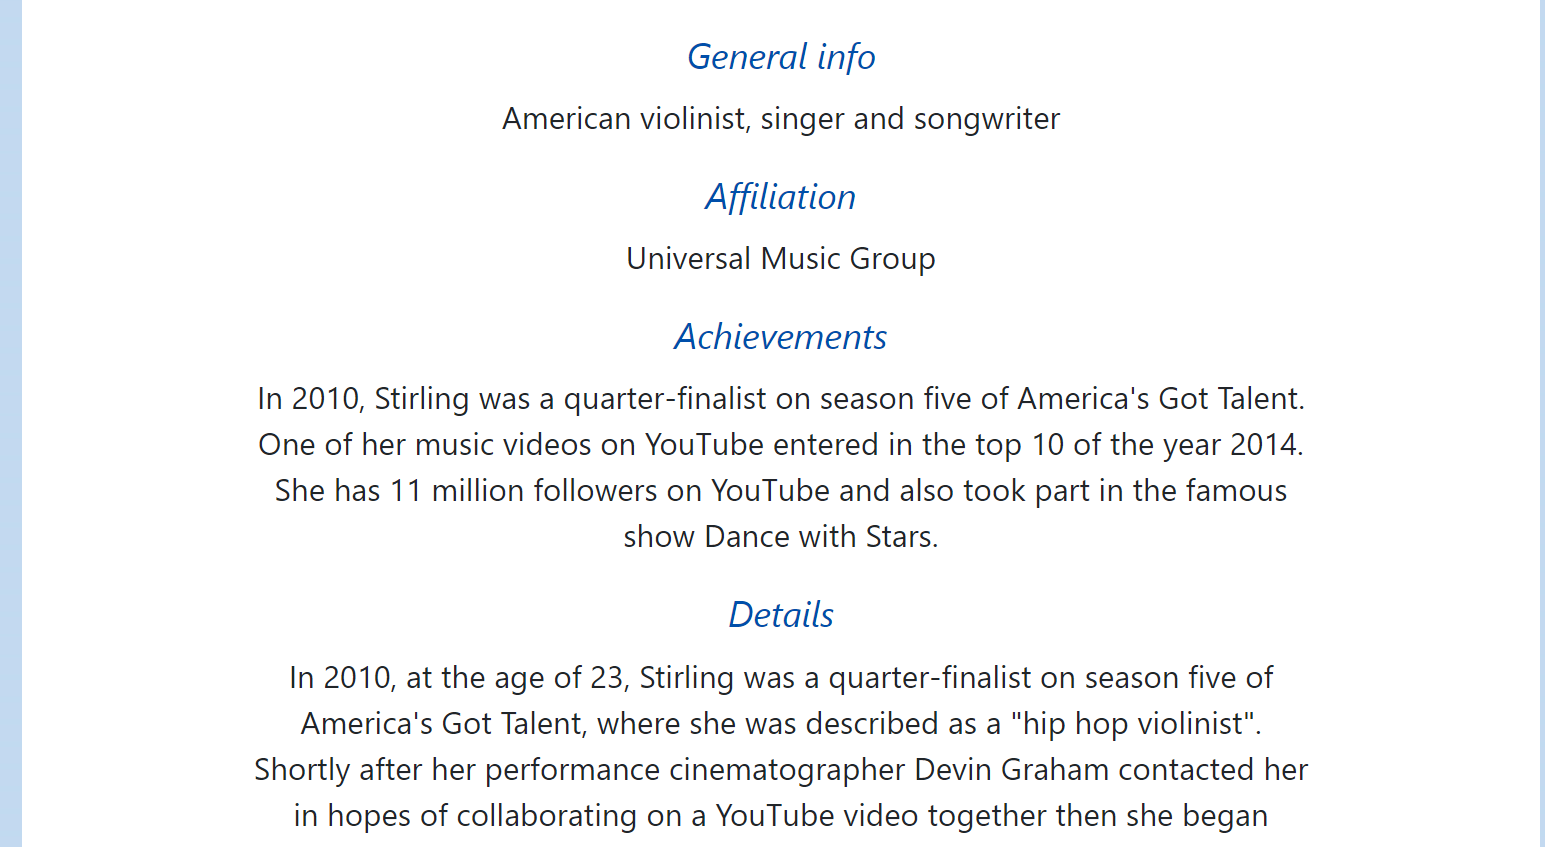 General info
American violinist, singer and songwriter
Affiliation
Universal Music Group
Achievements
In 2010, Stirling was a quarter-finalist on season five of America's Got Talent.
One of her music videos on YouTube entered in the top 10 of the year 2014.
She has 11 million followers on YouTube and also took part in the famous
show Dance with Stars.
Details
In 2010, at the age of 23, Stirling was a quarter-finalist on season five of
America's Got Talent, where she was described as a "hip hop violinist".
Shortly after her performance cinematographer Devin Graham contacted her
in hopes of collaborating on a YouTube video together then she began